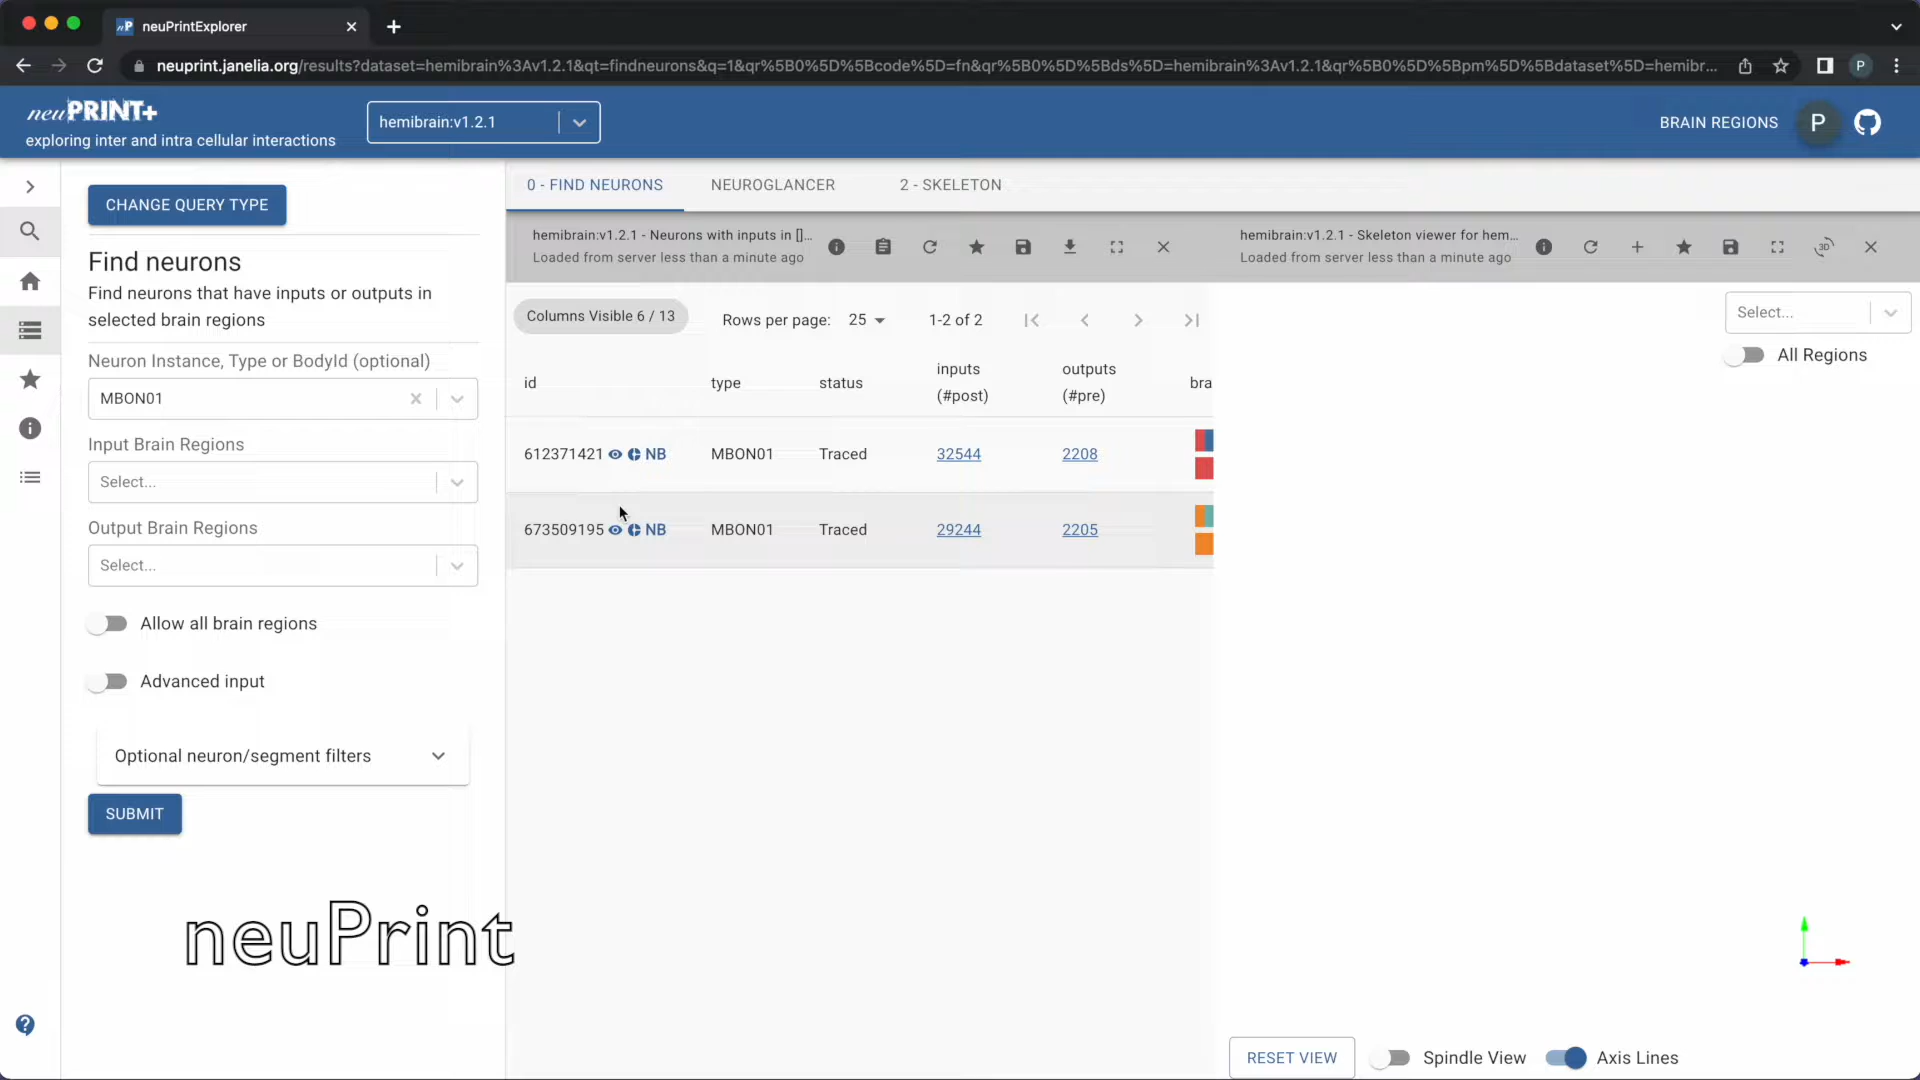 neuPrintExplorer
neuprint.janelia.org/results?dataset=hemibrain%3Av1.2.1&qt=findneurons&q=1&qr%5B0%5D%5Bcode%5D=fn&qr%5B0%5D%5Bds%5D=hemibrain%3Av1.2.1&qr%5B0%5D%5Bpm%5D%5Bdataset%5D=hemibr...
P
neuPRINT+
exploring inter and intra cellular interactions
hemibrain:v1.2.1
BRAIN REGIONS
P
CHANGE QUERY TYPE
Find neurons
Find neurons that have inputs or outputs in
selected brain regions
Neuron Instance, Type or BodyId (optional)
MBON01
Input Brain Regions
Select...
Output Brain Regions
Select...
Allow all brain regions
Advanced input
Optional neuron/segment filters
SUBMIT
neuPrint
0 - FIND NEURONS NEUROGLANCER 2 - SKELETON
hemibrain:v1.2.1 - Neurons with inputs in []...
Loaded from server less than a minute ago
Columns Visible 6 / 13 Rows per page: 25 1-2 of 2
id type status inputs (#post) outputs (#pre) bra
612371421 NB MBON01 Traced 32544 2208
673509195 NB MBON01 Traced 29244 2205
hemibrain:v1.2.1 - Skeleton viewer for hem...
Loaded from server less than a minute ago
3D
Select...
All Regions
RESET VIEW Spindle View Axis Lines